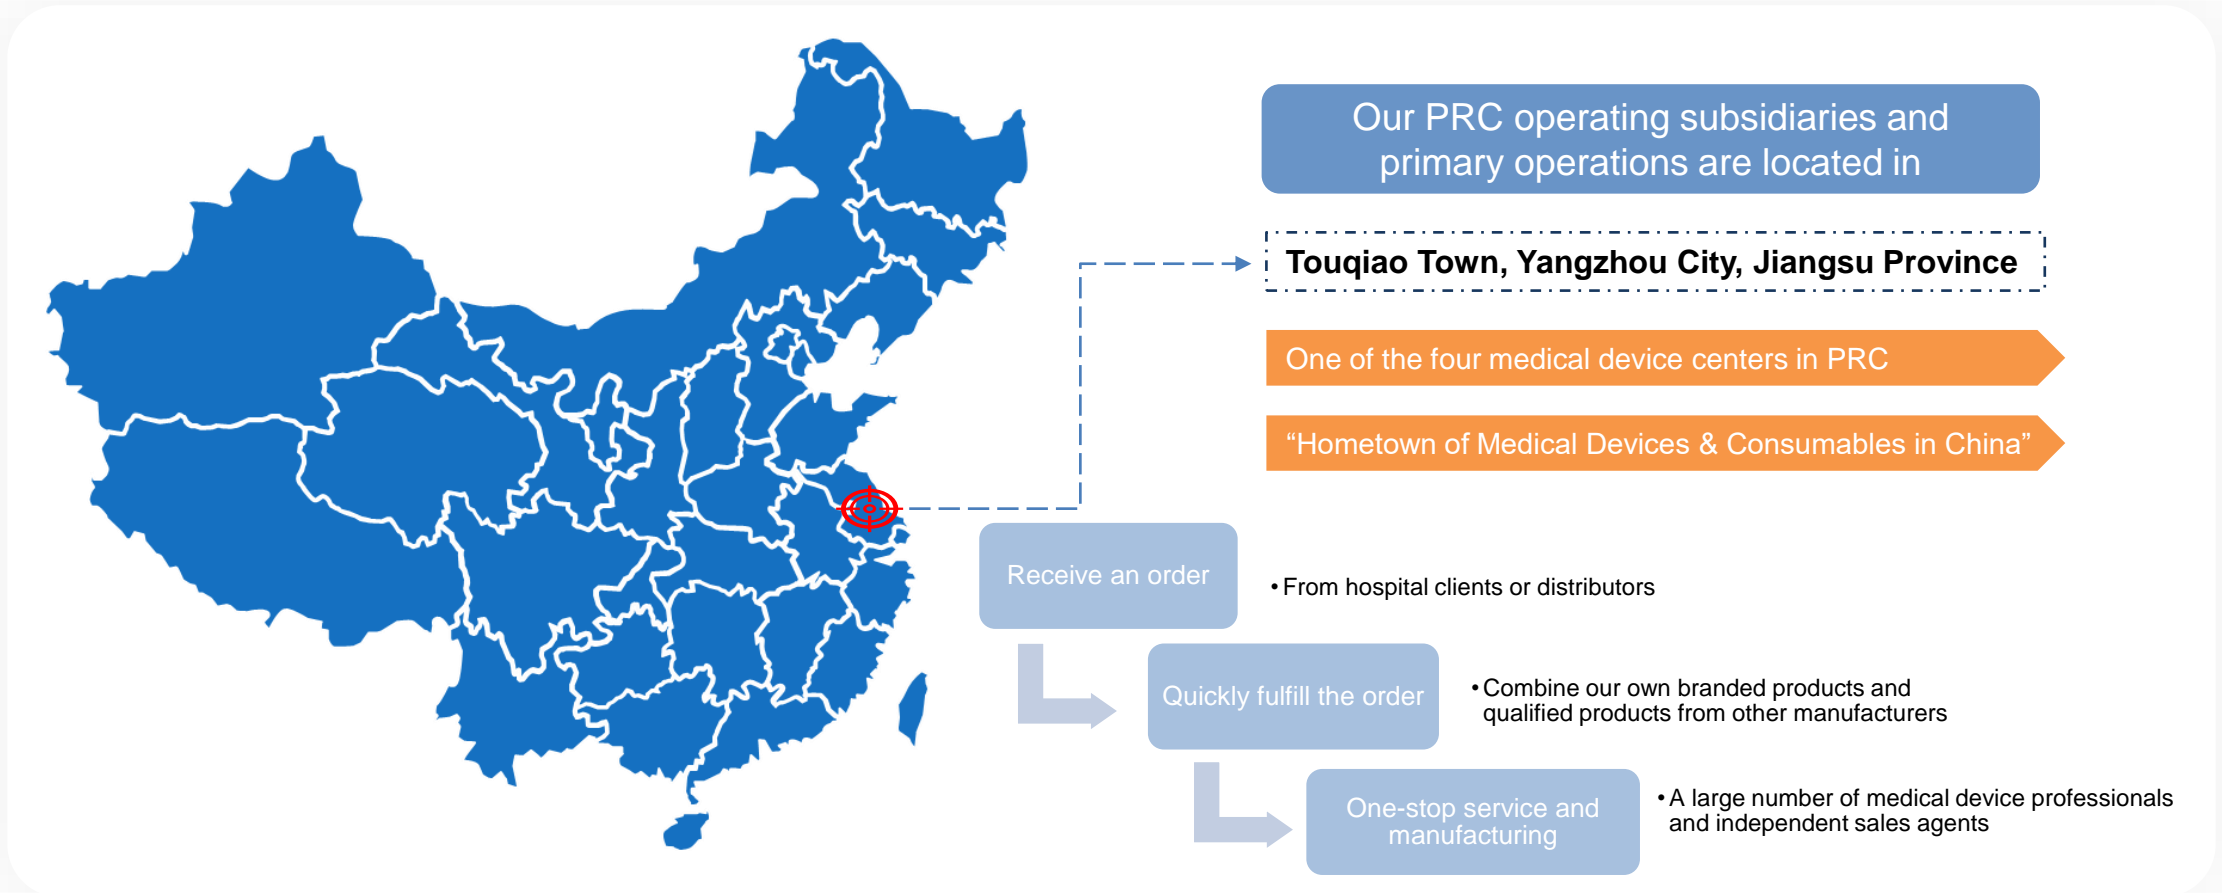 Our PRC operating subsidiaries and
primary operations are located in
Touqiao Town, Yangzhou City, Jiangsu Province
One of the four medical device centers in PRC
“Hometown of Medical Devices & Consumables in China”
Receive an order
•From hospital clients or distributors
Quickly fulfill the order
•Combine our own branded products and
qualified products from other manufacturers
One-stop service and
manufacturing
•A large number of medical device professionals
and independent sales agents